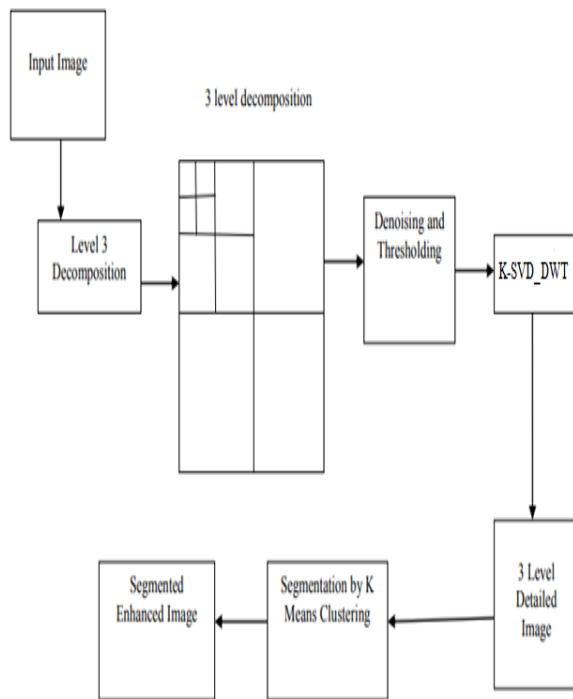 Input Image
3 level decomposition
Level 3
Decomposition
Denoising and
Thresholding
K-SVD_DWT
3 Level
Detailed
Image
Segmentation by K
Means Clustering
Segmented
Enhanced Image